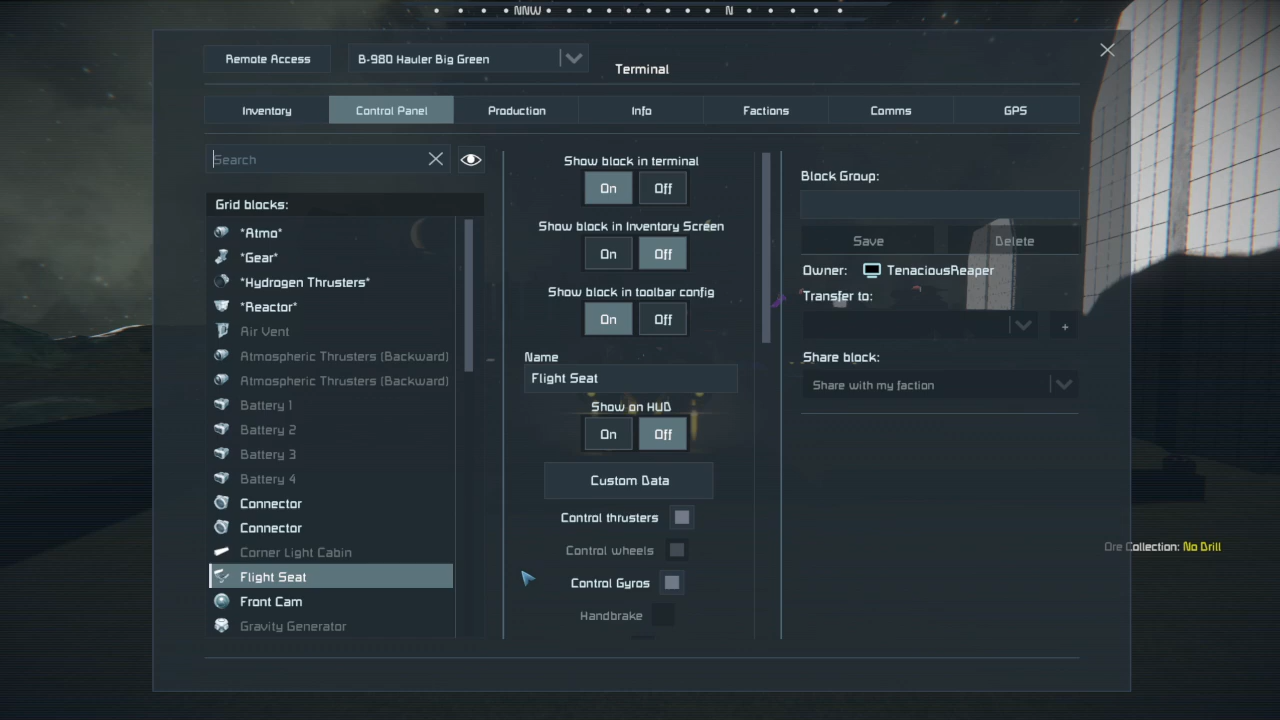 NNW N
Remote Access
B-980 Hauler Big Green
Terminal
Inventory
Control Panel
Production
Info
Factions
Comms
GPS
Search
Grid blocks:
*Atmo*
*Gear*
*Hydrogen Thrusters*
*Reactor*
Air Vent
Atmospheric Thrusters (Backward)
Atmospheric Thrusters (Backward)
Battery 1
Battery 2
Battery 3
Battery 4
Connector
Connector
Corner Light Cabin
Flight Seat
Front Cam
Gravity Generator
Show block in terminal
On Off
Show block in Inventory Screen
On Off
Show block in toolbar config
On Off
Name
Flight Seat
Show on HUD
On Off
Custom Data
Control thrusters
Control wheels
Control Gyros
Handbrake
Block Group:
Save Delete
Owner: TenaciousReaper
Transfer to:
+
Share block:
Share with my faction
Ore Collection: No Drill